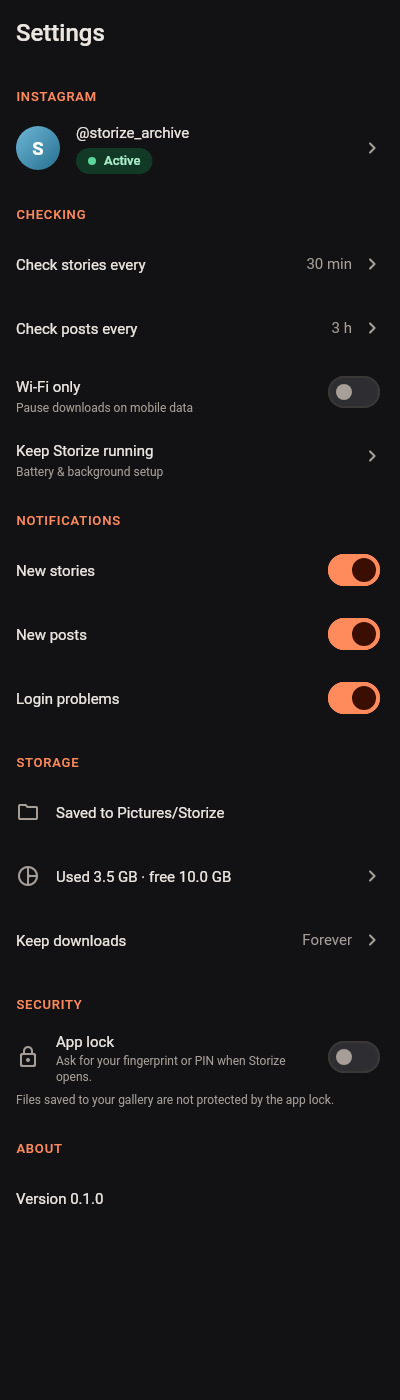 Settings
INSTAGRAM
S
@storize_archive
Active
CHECKING
Check stories every 30 min
Check posts every 3 h
Wi-Fi only
Pause downloads on mobile data
Keep Storize running
Battery & background setup
NOTIFICATIONS
New stories
New posts
Login problems
STORAGE
Saved to Pictures/Storize
Used 3.5 GB · free 10.0 GB
Keep downloads Forever
SECURITY
App lock
Ask for your fingerprint or PIN when Storize
opens.
Files saved to your gallery are not protected by the app lock.
ABOUT
Version 0.1.0